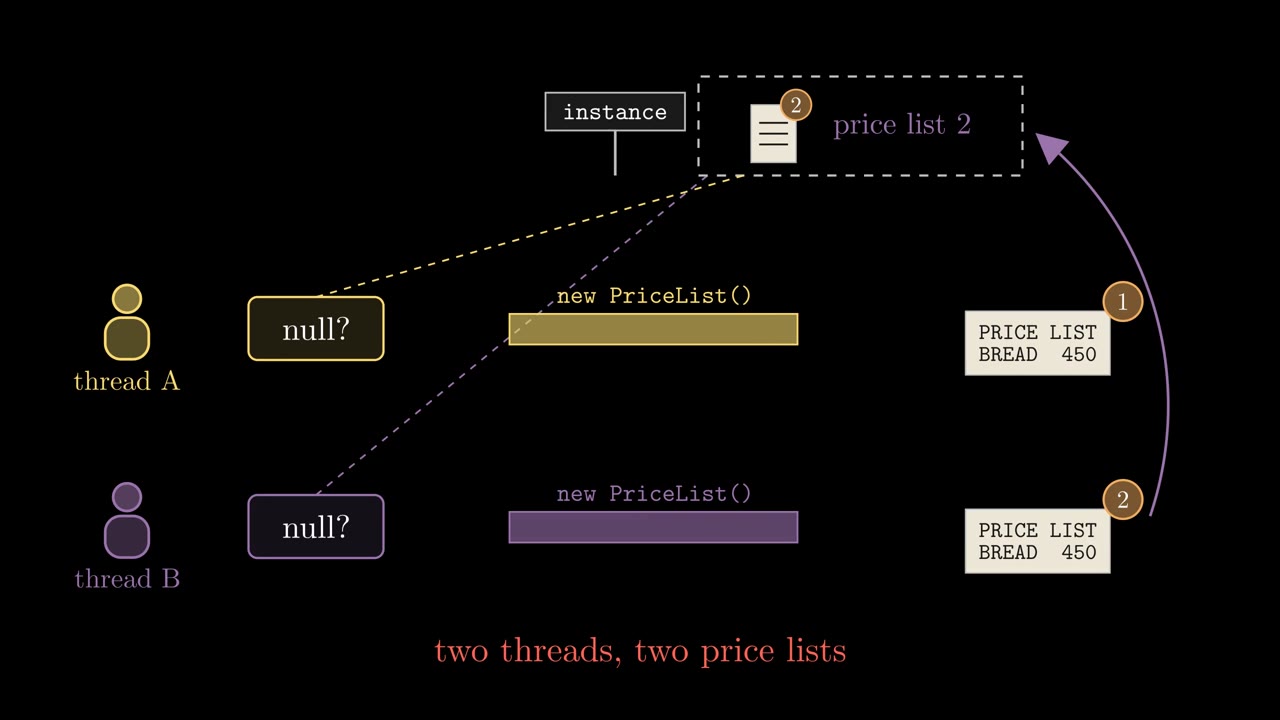 instance
2
price list 2
new PriceList()
null?
1
PRICE LIST
BREAD 450
thread A
new PriceList()
null?
2
PRICE LIST
BREAD 450
thread B
two threads, two price lists